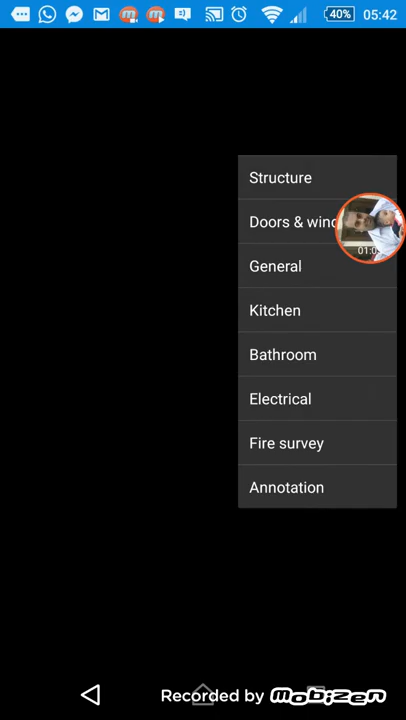 40% 05:42
Structure
Doors & wind
General
Kitchen
Bathroom
Electrical
Fire survey
Annotation
Recorded by Mobizen